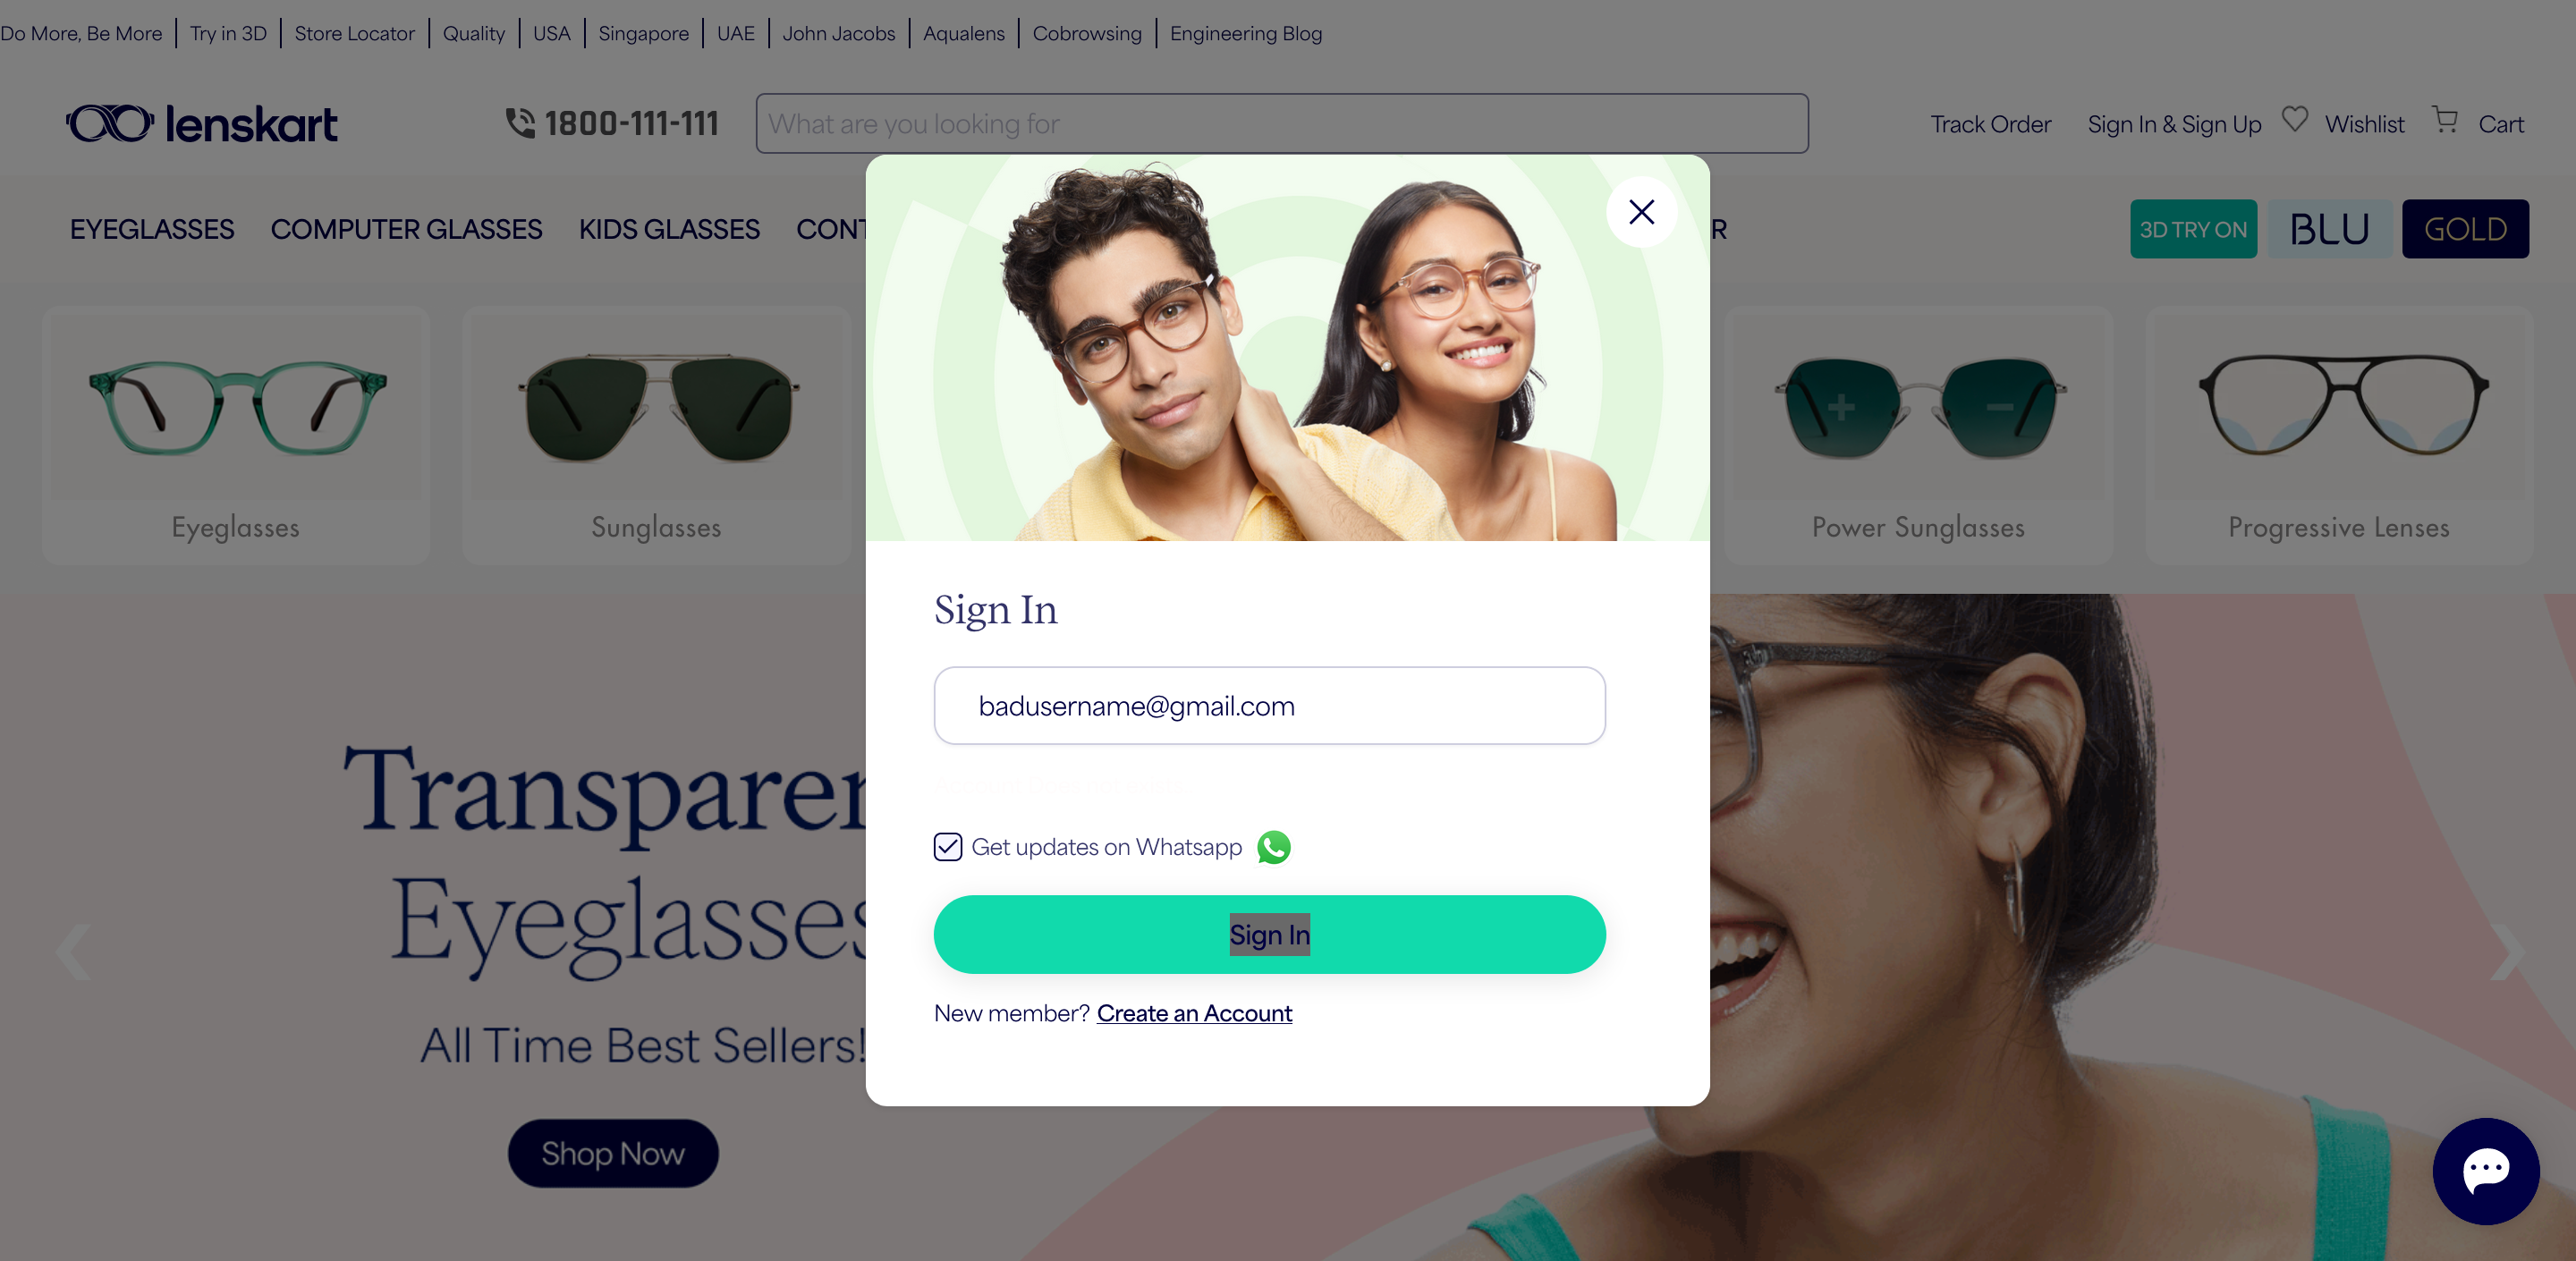 Do More, Be More | Try in 3D | Store Locator | Quality | USA | Singapore | UAE | John Jacobs | Aqualens | Cobrowsing | Engineering Blog
lenskart
1800-111-111
What are you looking for
Track Order
Sign In & Sign Up
Wishlist
Cart
EYEGLASSES
COMPUTER GLASSES
KIDS GLASSES
3D TRY ON
BLU
GOLD
Eyeglasses
Sunglasses
Power Sunglasses
Progressive Lenses
Sign In
badusername@gmail.com
Get updates on Whatsapp
Sign In
New member? Create an Account
Transparen
Eyeglasses
All Time Best Sellers!
Shop Now